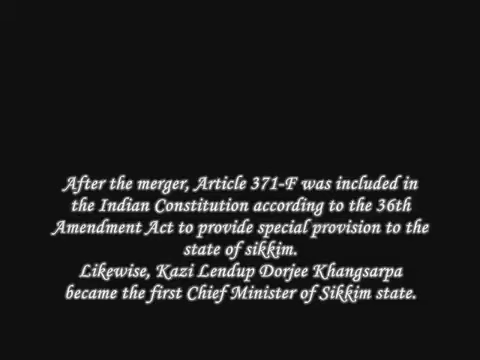 After the merger, Article 371-F was included in
the Indian Constitution according to the 36th
Amendment Act to provide special provision to the
state of sikkim.
Likewise, Kazi Lendup Dorjee Khangsarpa
became the first Chief Minister of Sikkim state.